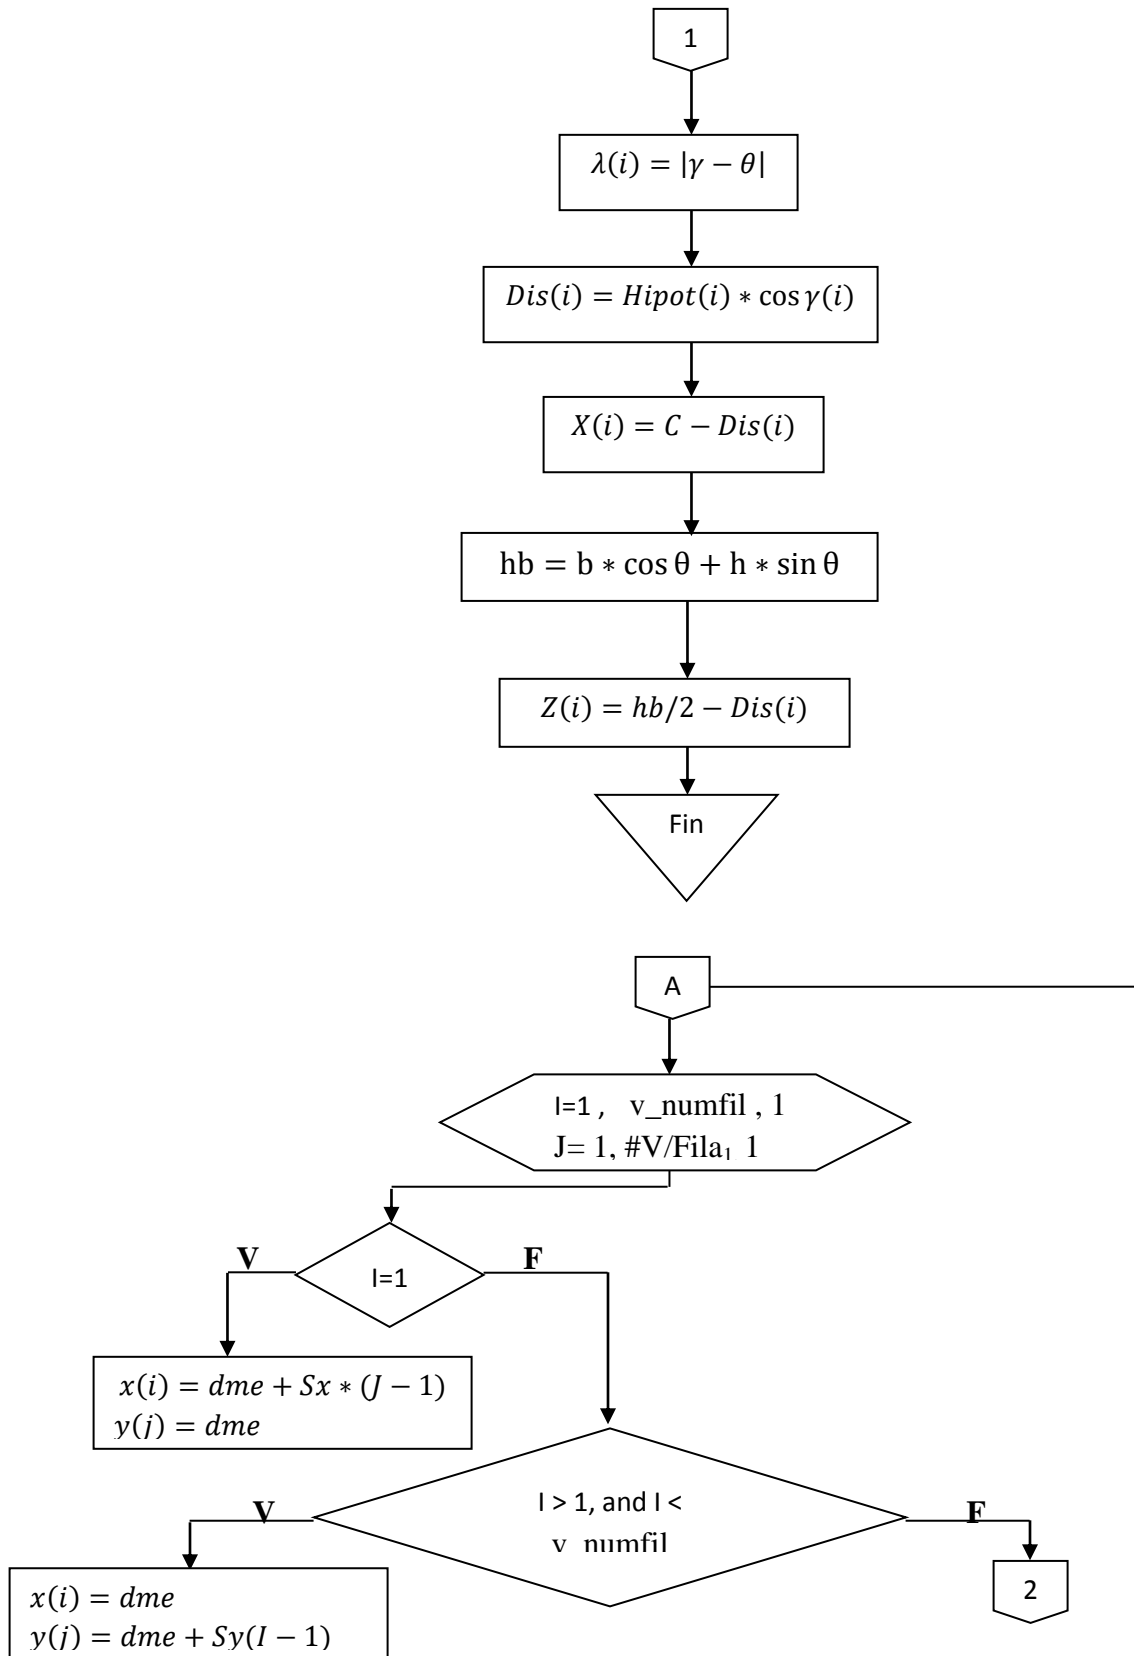 1
λ(i) = |γ − θ|
Dis(i) = Hipot(i) ∗ cos γ(i)
X(i) = C − Dis(i)
hb = b ∗ cos θ + h ∗ sin θ
Z(i) = hb/2 − Dis(i)
Fin
A
I=1 , v_numfil , 1
J= 1, #V/Fila₁ 1
V
F
I=1
x(i) = dme + Sx ∗ (J − 1)
y(j) = dme
V
I > 1, and I <
v_numfil
F
2
x(i) = dme
y(j) = dme + Sy(I − 1)